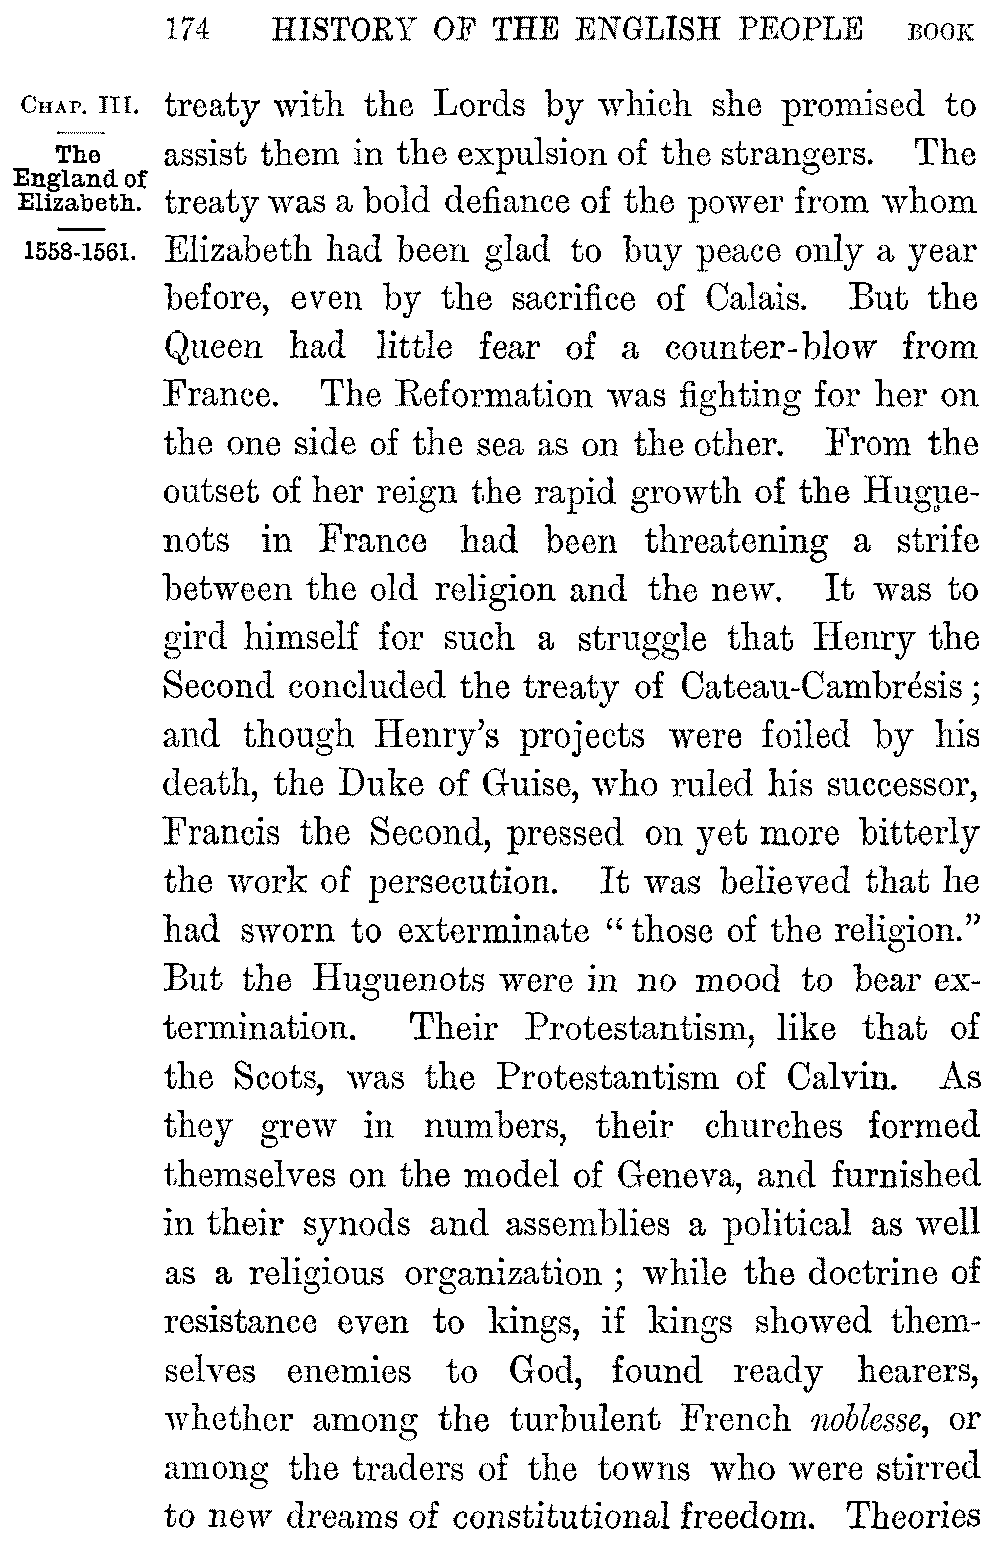 174 HISTORY OF THE ENGLISH PEOPLE BOOK
CHAP. III.
The
England of
Elizabeth.
1558-1561.
treaty with the Lords by which she promised to
assist them in the expulsion of the strangers. The
treaty was a bold defiance of the power from whom
Elizabeth had been glad to buy peace only a year
before, even by the sacrifice of Calais. But the
Queen had little fear of a counter-blow from
France. The Reformation was fighting for her on
the one side of the sea as on the other. From the
outset of her reign the rapid growth of the Hugue-
nots in France had been threatening a strife
between the old religion and the new. It was to
gird himself for such a struggle that Henry the
Second concluded the treaty of Cateau-Cambrésis;
and though Henry's projects were foiled by his
death, the Duke of Guise, who ruled his successor,
Francis the Second, pressed on yet more bitterly
the work of persecution. It was believed that he
had sworn to exterminate "those of the religion."
But the Huguenots were in no mood to bear ex-
termination. Their Protestantism, like that of
the Scots, was the Protestantism of Calvin. As
they grew in numbers, their churches formed
themselves on the model of Geneva, and furnished
in their synods and assemblies a political as well
as a religious organization; while the doctrine of
resistance even to kings, if kings showed them-
selves enemies to God, found ready hearers,
whether among the turbulent French noblesse, or
among the traders of the towns who were stirred
to new dreams of constitutional freedom. Theories